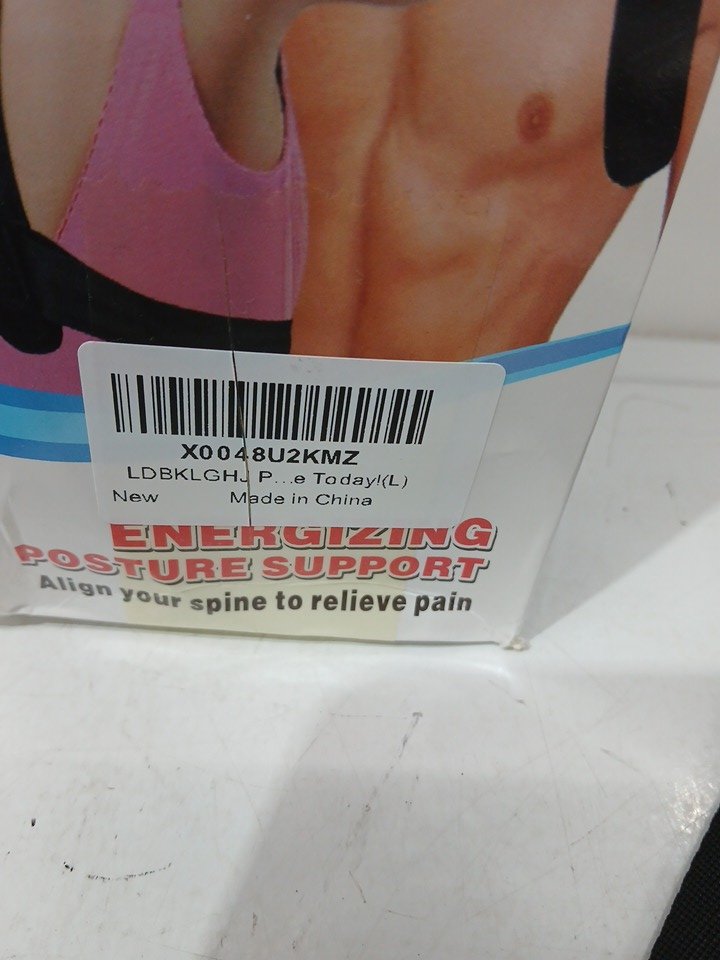 X0048U2KMZ
LDBKLGHJ P...e Today!(L)
New Made in China
ENERGIZING
POSTURE SUPPORT
Align your spine to relieve pain